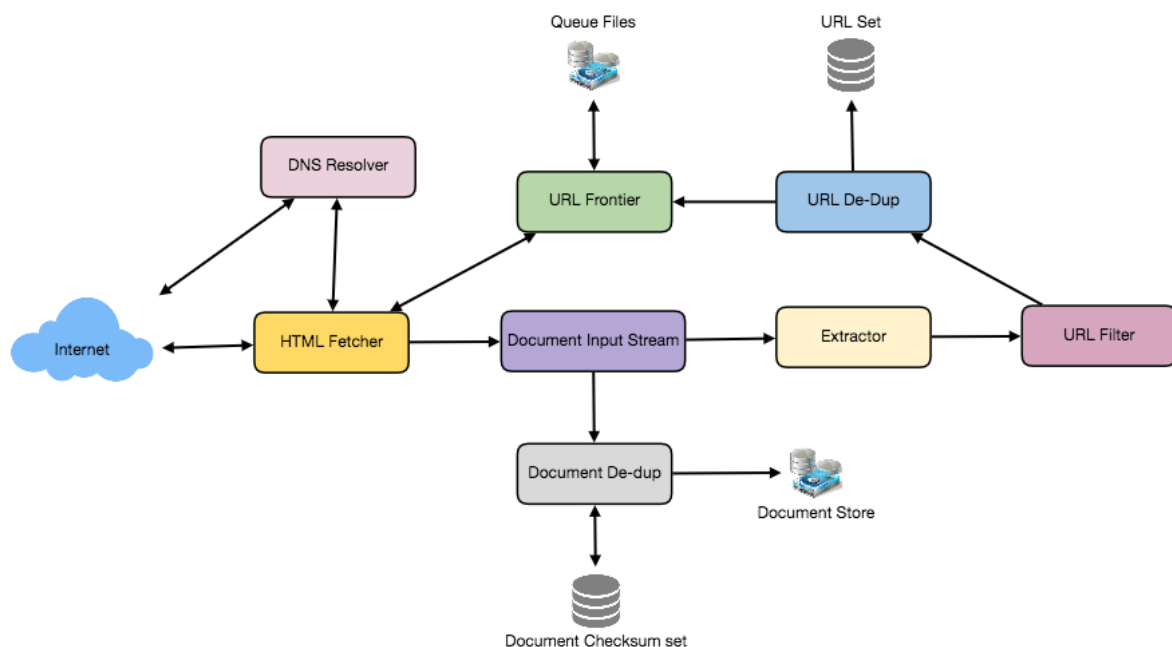 Queue Files
URL Set
DNS Resolver
URL Frontier
URL De-Dup
Internet
HTML Fetcher
Document Input Stream
Extractor
URL Filter
Document De-dup
Document Store
Document Checksum set